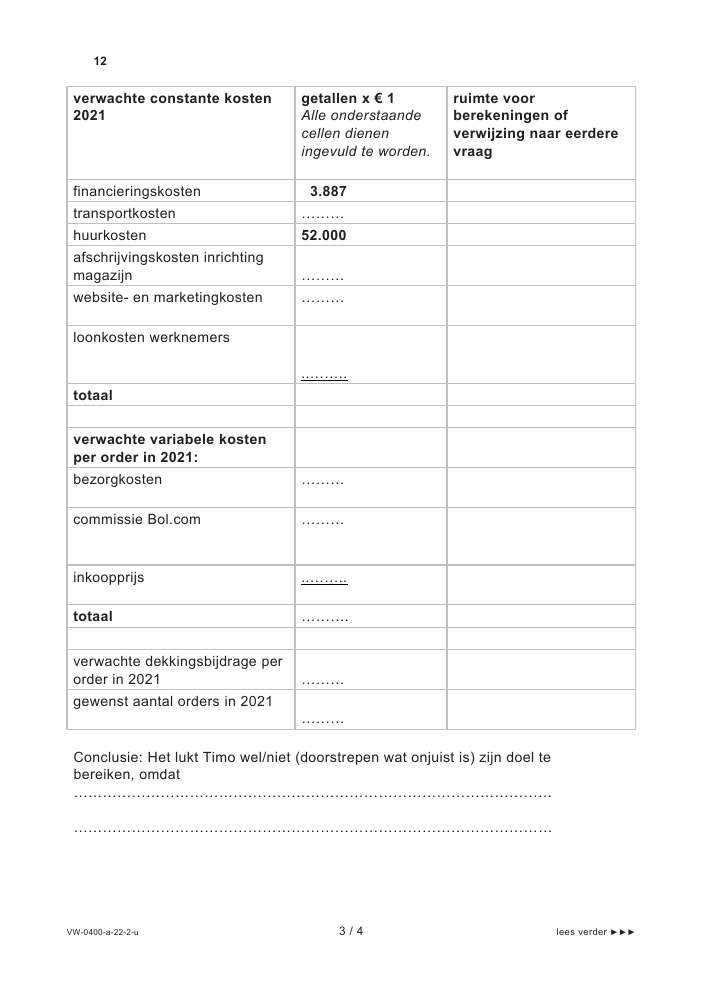 12
verwachte constante kosten 2021
getallen x € 1
Alle onderstaande cellen dienen ingevuld te worden.
ruimte voor berekeningen of verwijzing naar eerdere vraag
financieringskosten 3.887
transportkosten ………
huurkosten 52.000
afschrijvingskosten inrichting magazijn ………
website- en marketingkosten ………
loonkosten werknemers ……….
totaal
verwachte variabele kosten per order in 2021:
bezorgkosten ………
commissie Bol.com ………
inkoopprijs ……….
totaal ……….
verwachte dekkingsbijdrage per order in 2021 ………
gewenst aantal orders in 2021 ………
Conclusie: Het lukt Timo wel/niet (doorstrepen wat onjuist is) zijn doel te
bereiken, omdat
………………………………………………………………………………………
………………………………………………………………………………………
VW-0400-a-22-2-u 3 / 4 lees verder ►►►